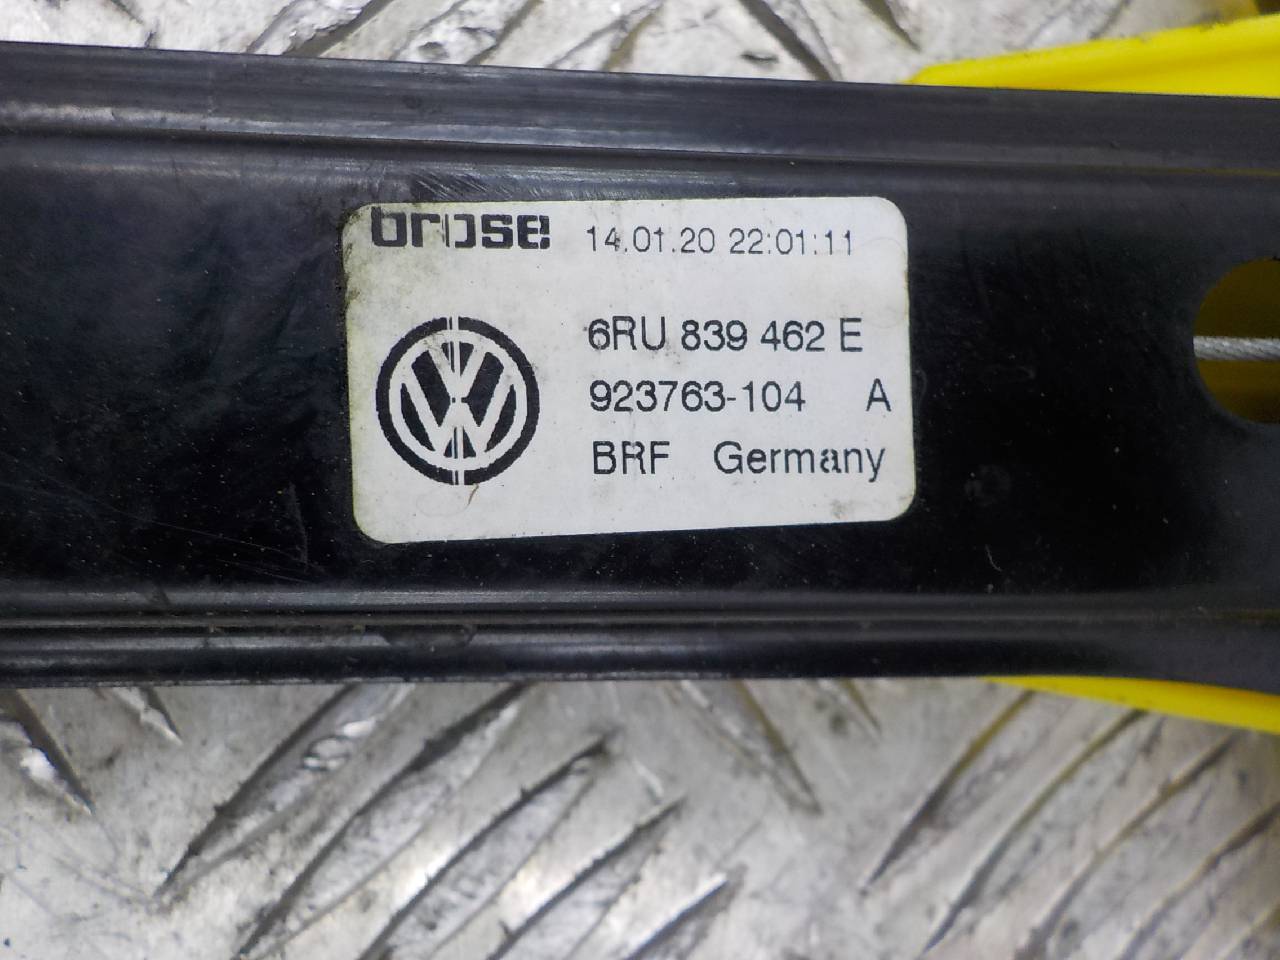 brose 14.01.20 22:01:11
6RU 839 462 E
923763-104 A
BRF Germany